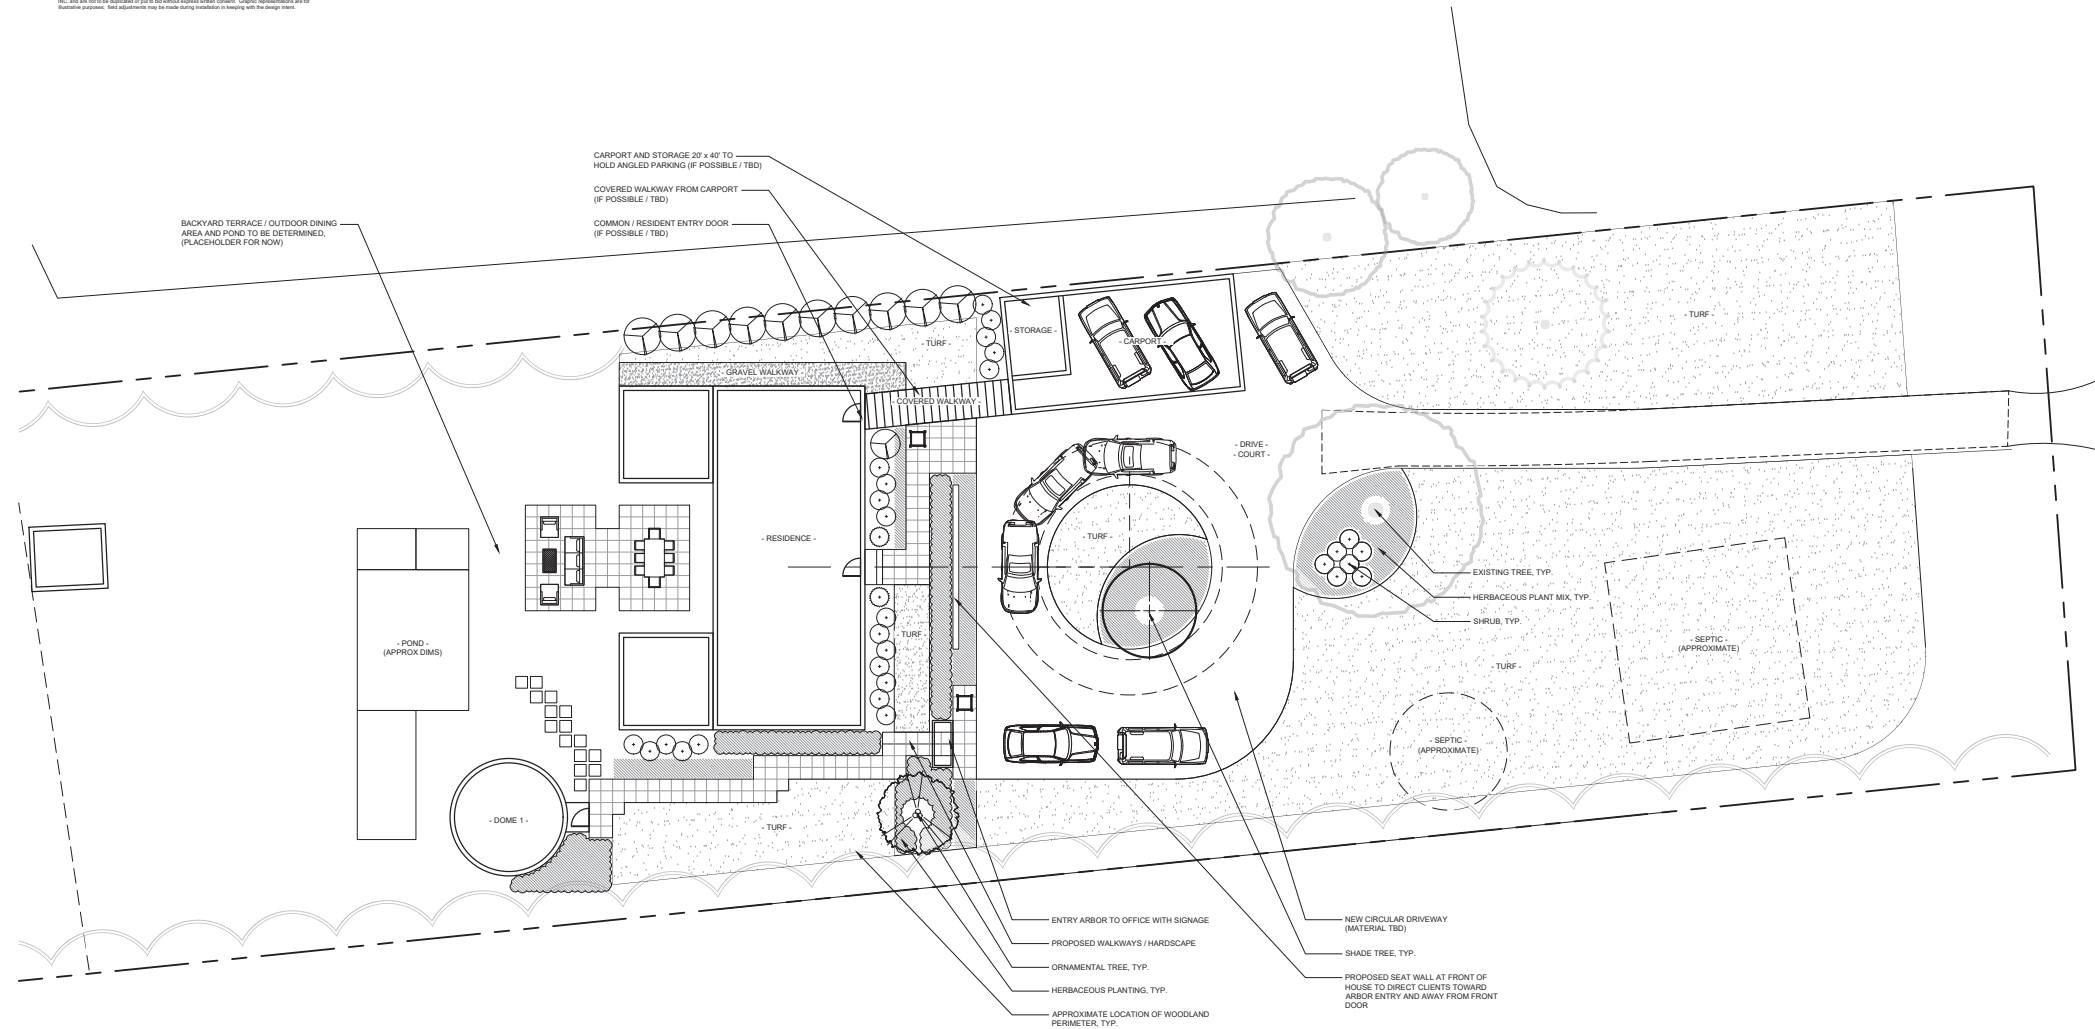 INC, and are not to be duplicated or put to bid without express written consent. Graphic representations are for
illustrative purposes; field adjustments may be made during installation in keeping with the design intent.
CARPORT AND STORAGE 20' x 40' TO
HOLD ANGLED PARKING (IF POSSIBLE / TBD)
COVERED WALKWAY FROM CARPORT
(IF POSSIBLE / TBD)
COMMON / RESIDENT ENTRY DOOR
(IF POSSIBLE / TBD)
BACKYARD TERRACE / OUTDOOR DINING
AREA AND POND TO BE DETERMINED,
(PLACEHOLDER FOR NOW)
- STORAGE -
- CARPORT -
- TURF -
- TURF -
GRAVEL WALKWAY
- COVERED WALKWAY -
- DRIVE -
- COURT -
- RESIDENCE -
- TURF -
EXISTING TREE, TYP.
HERBACEOUS PLANT MIX, TYP.
SHRUB, TYP.
- POND -
(APPROX DIMS)
- TURF -
- SEPTIC -
(APPROXIMATE)
- TURF -
- SEPTIC -
(APPROXIMATE)
- DOME 1 -
- TURF -
ENTRY ARBOR TO OFFICE WITH SIGNAGE
PROPOSED WALKWAYS / HARDSCAPE
ORNAMENTAL TREE, TYP.
HERBACEOUS PLANTING, TYP.
APPROXIMATE LOCATION OF WOODLAND
PERIMETER, TYP.
NEW CIRCULAR DRIVEWAY
(MATERIAL TBD)
SHADE TREE, TYP.
PROPOSED SEAT WALL AT FRONT OF
HOUSE TO DIRECT CLIENTS TOWARD
ARBOR ENTRY AND AWAY FROM FRONT
DOOR